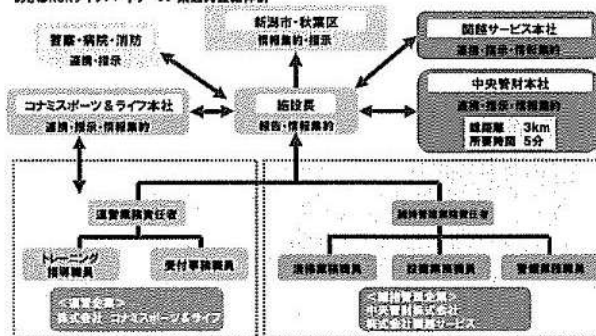 新潟市・秋葉区
情報集約・指示
警察・病院・消防
連携・指示
関越サービス本社
連携・指示・情報集約
コナミスポーツ&ライフ本社
連携・指示・情報集約
施設長
報告・情報集約
中央管財本社
連携・指示・情報集約
総距離 3km
所要時間 5分
運営業務責任者
維持管理業務責任者
トレーニング
指導職員
受付事務職員
清掃業務職員
設備業務職員
警備業務職員
<運営企業>
株式会社 コナミスポーツ&ライフ
<維持管理企業>
中央管財株式会社
株式会社関越サービス